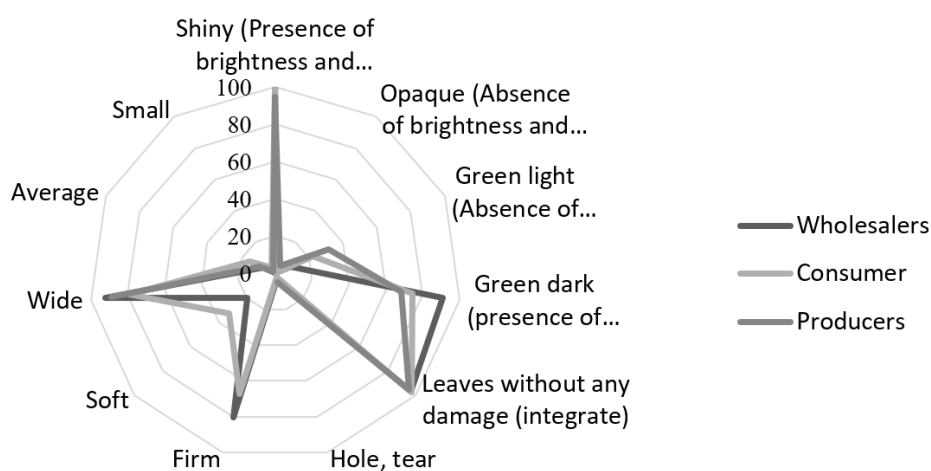 Shiny (Presence of
brightness and...
Opaque (Absence
of brightness and...
Green light
(Absence of...
Green dark
(presence of...
Leaves without any
damage (integrate)
Hole, tear
Firm
Soft
Wide
Average
Small
100
80
60
40
20
0
Wholesalers
Consumer
Producers